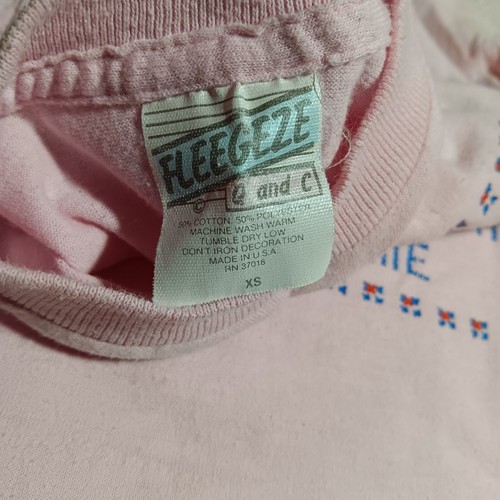 FLEEGEZE
© Q and C
50% COTTON, 50% POLYESTER
MACHINE WASH WARM
TUMBLE DRY LOW
DON'T IRON DECORATION
MADE IN U.S.A.
RN 37018
XS